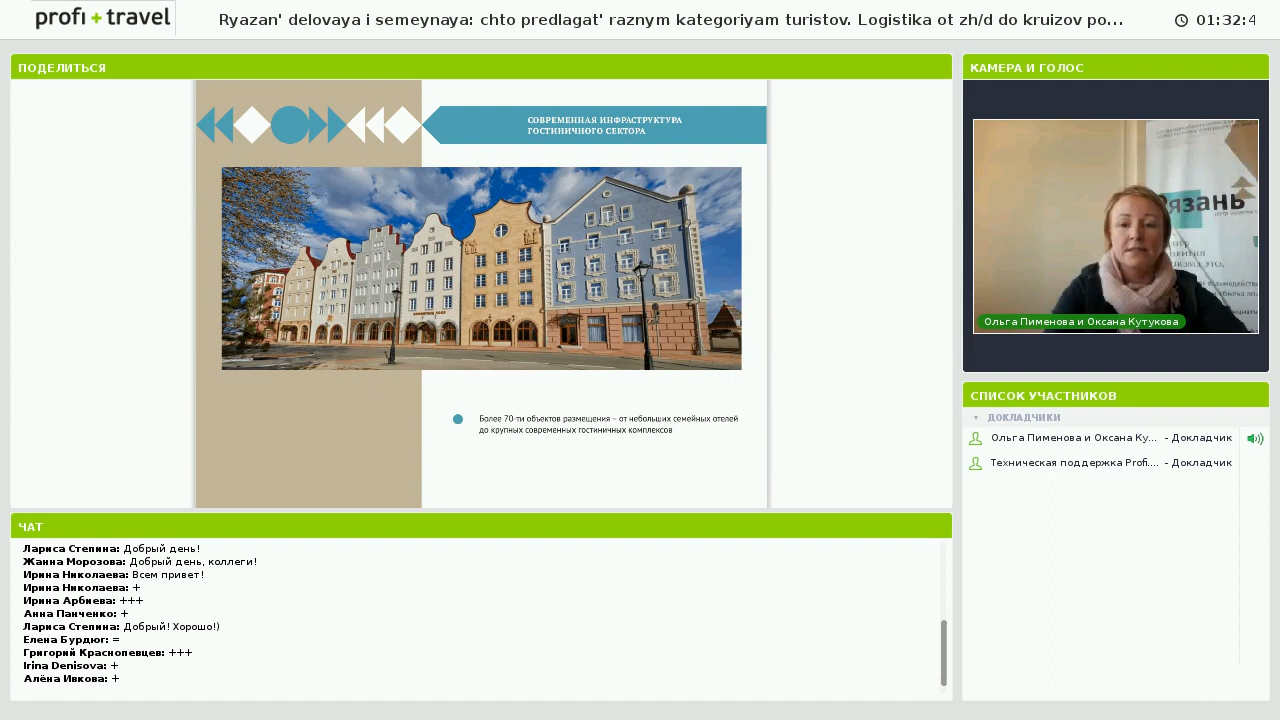 profi + travel
Ryazan' delovaya i semeynaya: chto predlagat' raznym kategoriyam turistov. Logistika ot zh/d do kruizov po...
01:32:4
ПОДЕЛИТЬСЯ
СОВРЕМЕННАЯ ИНФРАСТРУКТУРА
ГОСТИНИЧНОГО СЕКТОРА
Более 70-ти объектов размещения – от небольших семейных отелей
до крупных современных гостиничных комплексов
КАМЕРА И ГОЛОС
язань
Ольга Пименова и Оксана Кутукова
СПИСОК УЧАСТНИКОВ
ДОКЛАДЧИКИ
Ольга Пименова и Оксана Ку... - Докладчик
Техническая поддержка Profi.... - Докладчик
ЧАТ
Лариса Степина: Добрый день!
Жанна Морозова: Добрый день, коллеги!
Ирина Николаева: Всем привет!
Ирина Николаева: +
Ирина Арбиева: +++
Анна Панченко: +
Лариса Степина: Добрый! Хорошо!)
Елена Бурдюг: =
Григорий Краснопевцев: +++
Irina Denisova: +
Алёна Ивкова: +